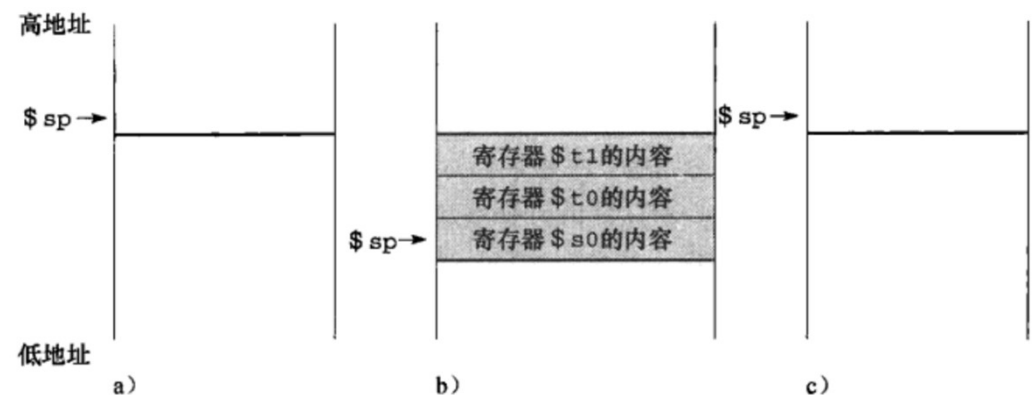 高地址
$sp→
$sp→
寄存器$t1的内容
寄存器$t0的内容
$sp→
寄存器$s0的内容
低地址
a） b） c）